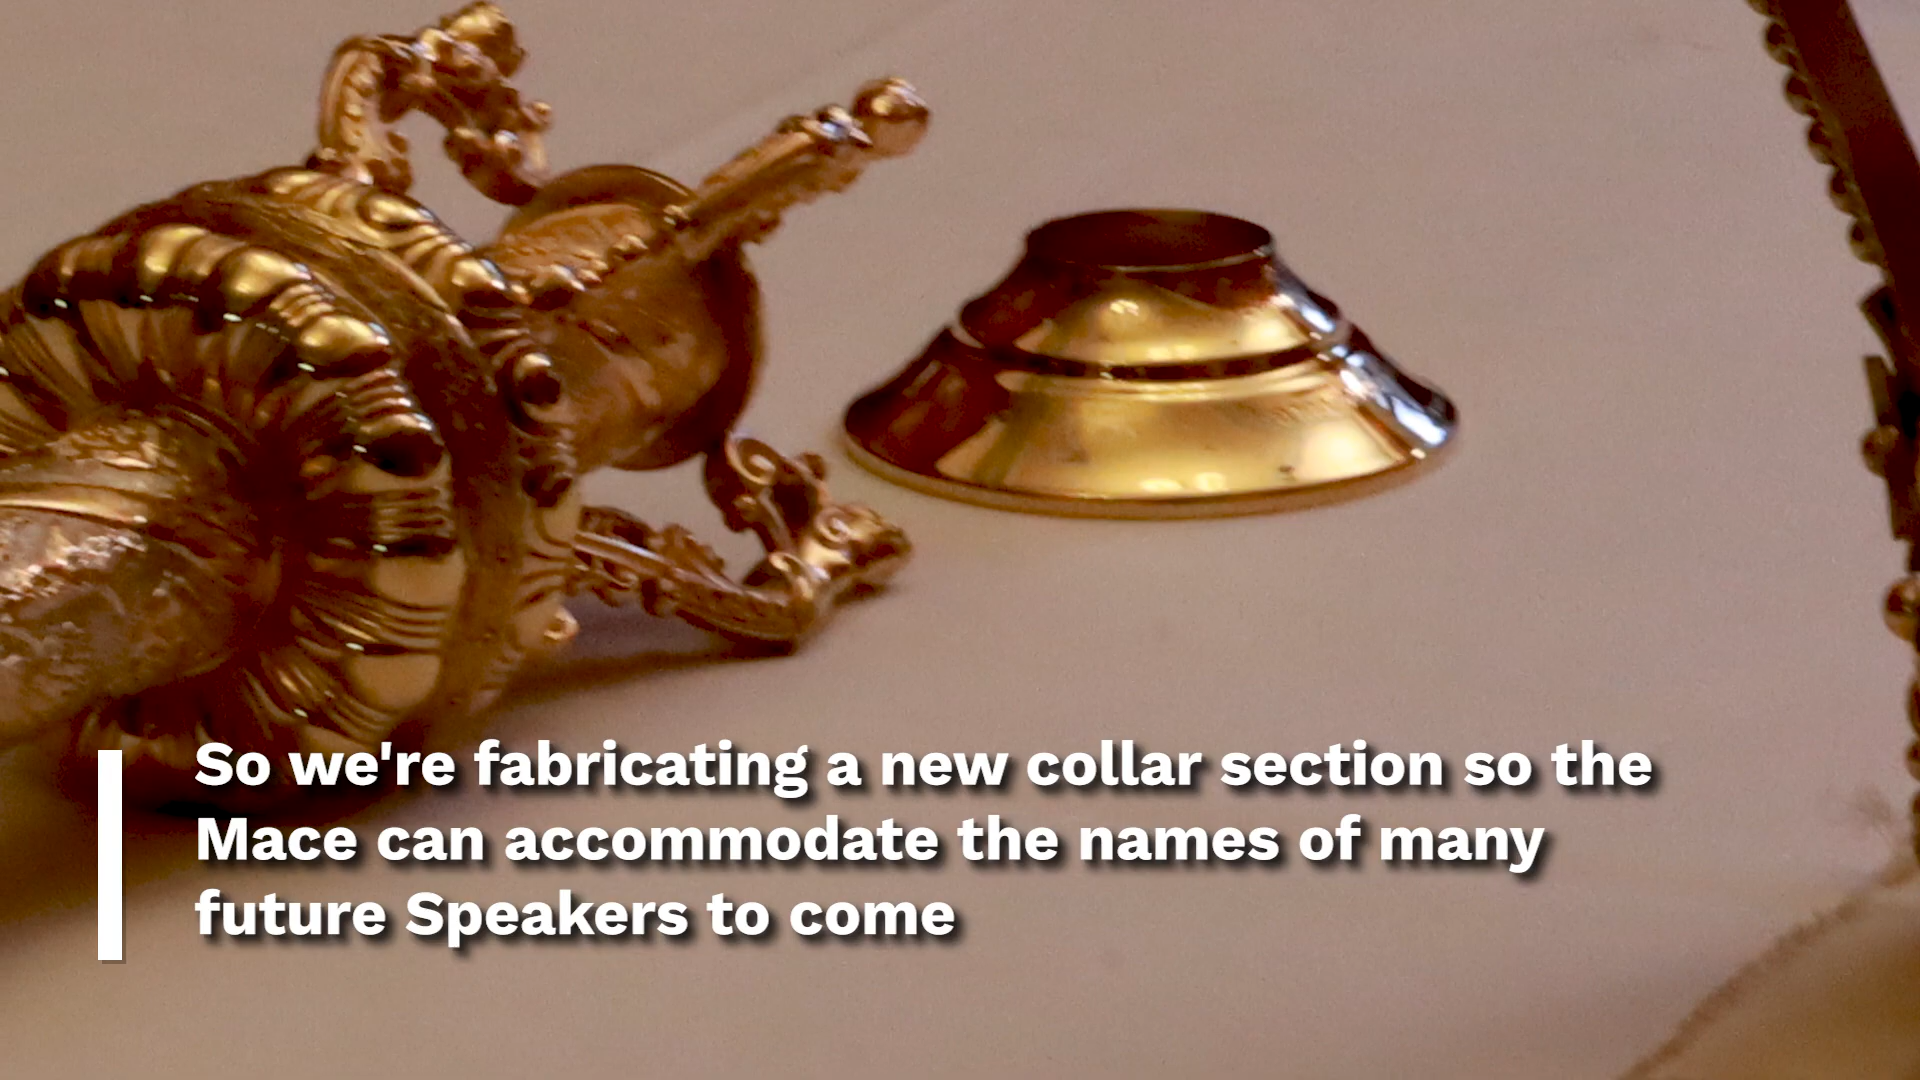 So we're fabricating a new collar section so the
Mace can accommodate the names of many
future Speakers to come